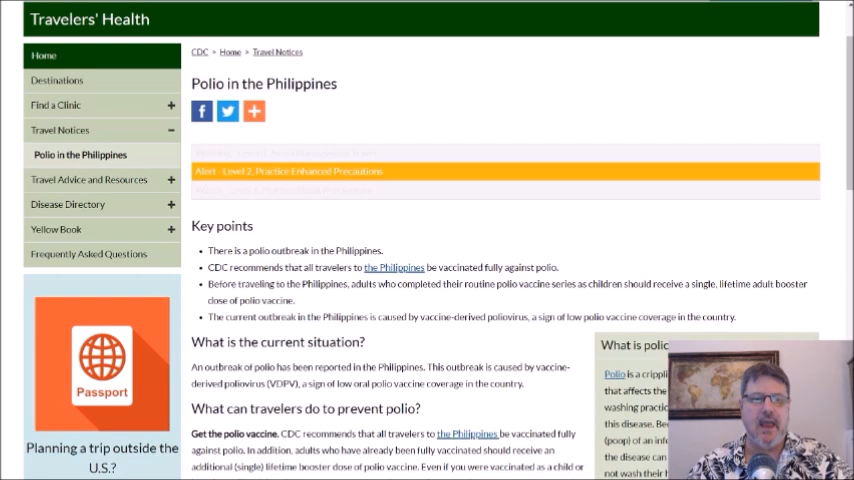 Travelers' Health
Home
Destinations
Find a Clinic
Travel Notices
Polio in the Philippines
Travel Advice and Resources
Disease Directory
Yellow Book
Frequently Asked Questions
Passport
Planning a trip outside the
U.S.?
CDC > Home > Travel Notices
Polio in the Philippines
Alert - Level 2, Practice Enhanced Precautions
Key points
• There is a polio outbreak in the Philippines.
• CDC recommends that all travelers to the Philippines be vaccinated fully against polio.
• Before traveling to the Philippines, adults who completed their routine polio vaccine series as children should receive a single, lifetime adult booster
dose of polio vaccine.
• The current outbreak in the Philippines is caused by vaccine-derived poliovirus, a sign of low polio vaccine coverage in the country.
What is the current situation?
An outbreak of polio has been reported in the Philippines. This outbreak is caused by vaccine-
derived poliovirus (VDPV), a sign of low oral polio vaccine coverage in the country.
What can travelers do to prevent polio?
Get the polio vaccine. CDC recommends that all travelers to the Philippines be vaccinated fully
against polio. In addition, adults who have already been fully vaccinated should receive an
additional (single) lifetime booster dose of polio vaccine. Even if you were vaccinated as a child or
What is polio
Polio is a crippli
that affects the
washing practic
this disease. Be
(poop) of an inf
the disease can
not wash their h